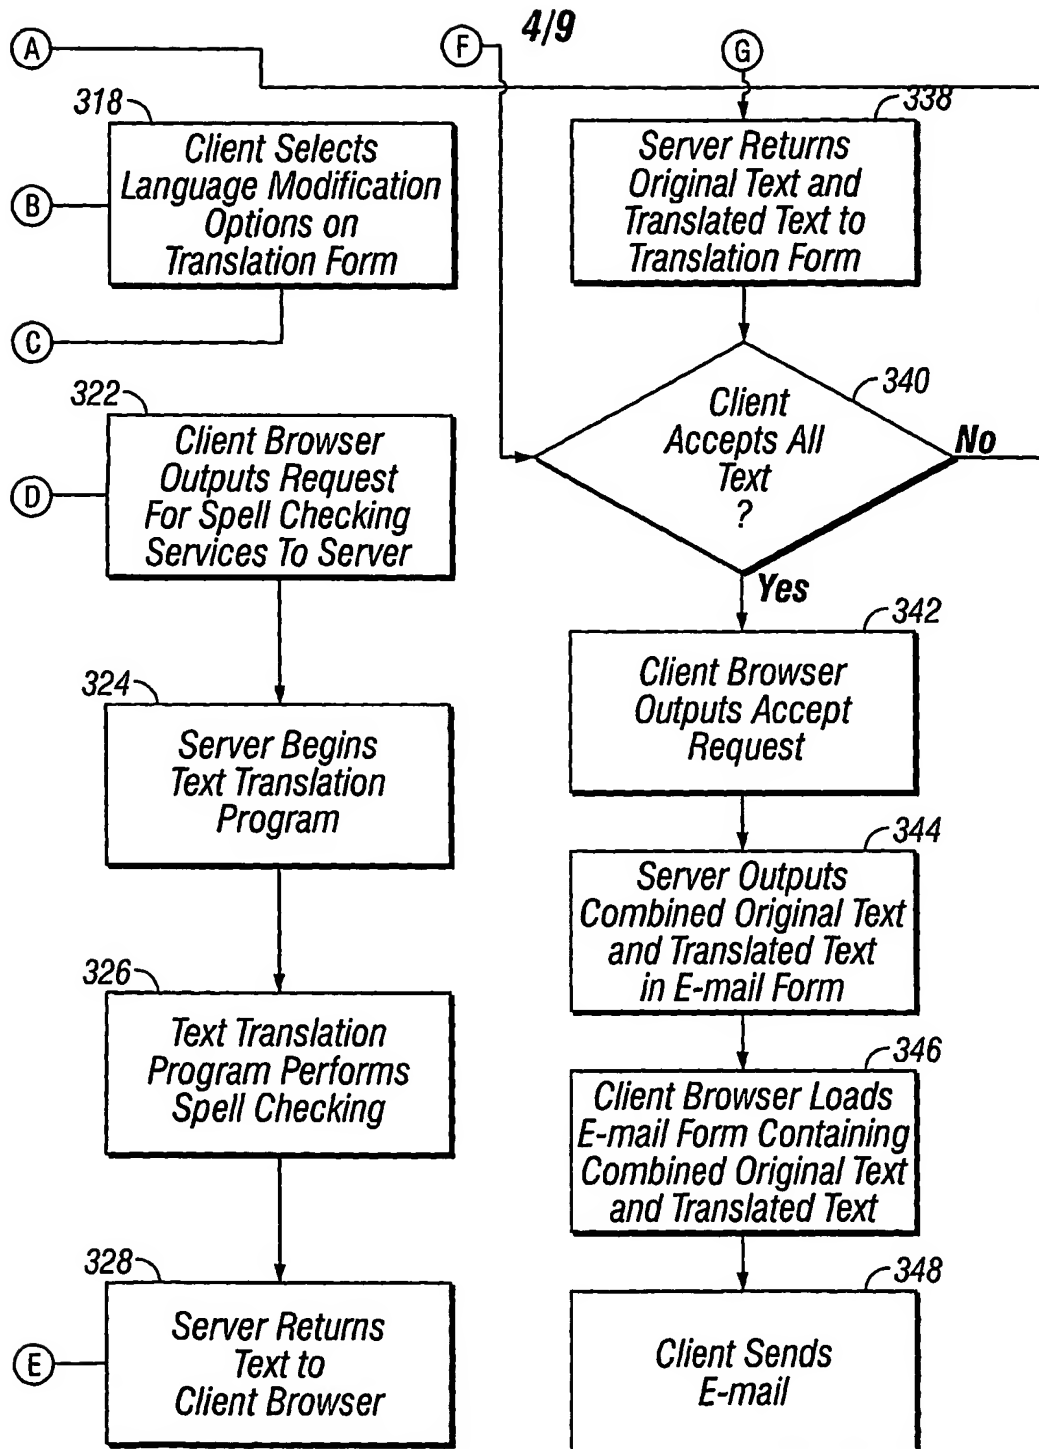 4/9
A
F
G
318
Client Selects
Language Modification
Options on
Translation Form
B
C
322
Client Browser
Outputs Request
For Spell Checking
Services To Server
D
324
Server Begins
Text Translation
Program
326
Text Translation
Program Performs
Spell Checking
328
Server Returns
Text to
Client Browser
E
338
Server Returns
Original Text and
Translated Text to
Translation Form
340
Client
Accepts All
Text
?
No
Yes
342
Client Browser
Outputs Accept
Request
344
Server Outputs
Combined Original Text
and Translated Text
in E-mail Form
346
Client Browser Loads
E-mail Form Containing
Combined Original Text
and Translated Text
348
Client Sends
E-mail